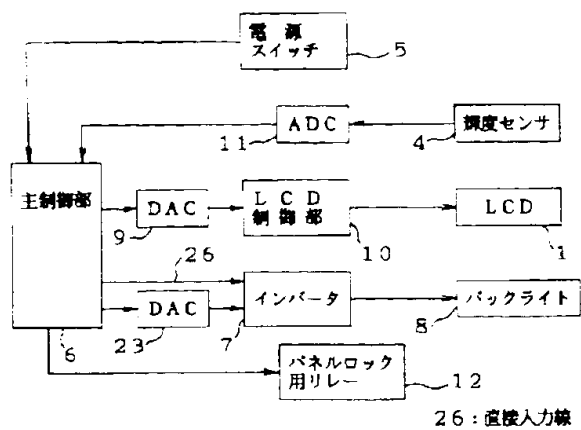 電源
スイッチ
5
ADC
11
輝度センサ
4
主制御部
6
DAC
9
LCD
制御部
10
LCD
1
26
DAC
23
インバータ
7
バックライト
8
パネルロック
用リレー
12
26:直接入力線